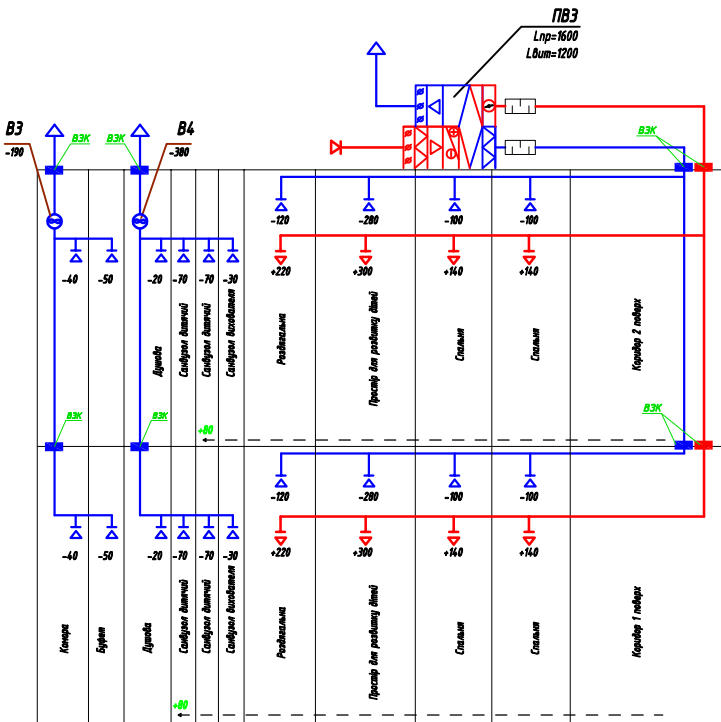 ПВ3
Lпр=1600
Lвит=1200
В3
-190
ВЗК
ВЗК
В4
-380
ВЗК
-120
-280
-100
-100
-40
-50
-20
-70
-70
-30
+220
+300
+140
+140
Душова
Санвузол дитячий
Санвузол дитячий
Санвузол вихователя
Роздягальна
Простір для розвитку дітей
Спальня
Спальня
Коридор 2 поверх
ВЗК
ВЗК
+80
ВЗК
-120
-280
-100
-100
-40
-50
-20
-70
-70
-30
+220
+300
+140
+140
Комора
Буфет
Душова
Санвузол дитячий
Санвузол дитячий
Санвузол вихователя
Роздягальна
Простір для розвитку дітей
Спальня
Спальня
Коридор 1 поверх
+80